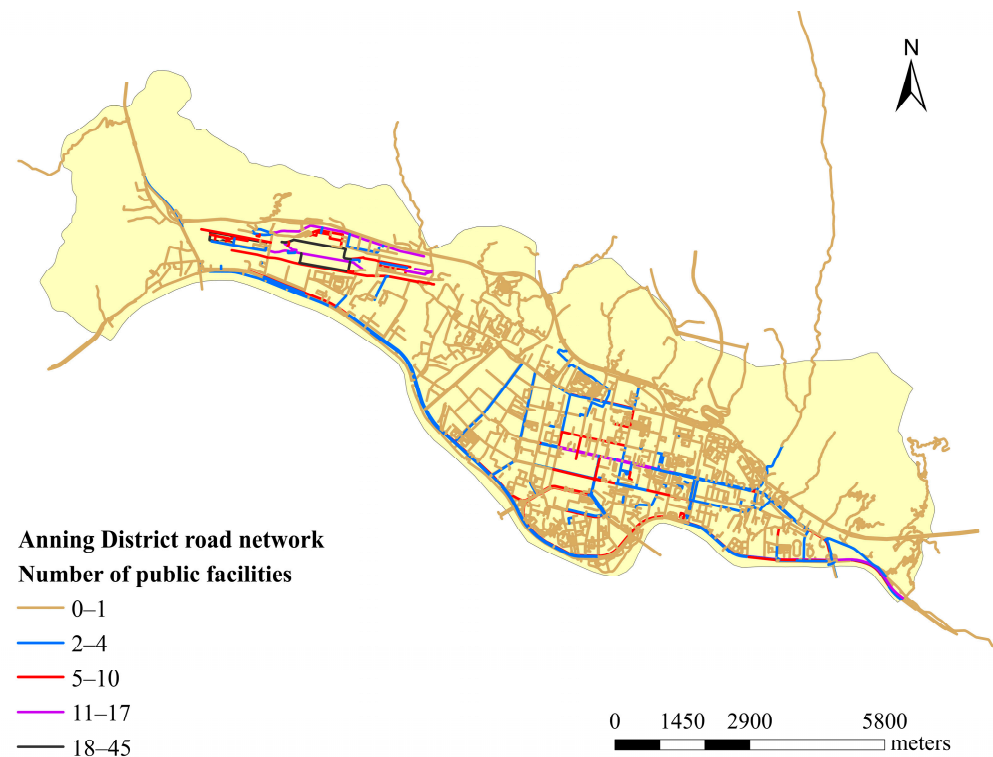 N
Anning District road network
Number of public facilities
0–1
2–4
5–10
11–17
18–45
0 1450 2900 5800
meters